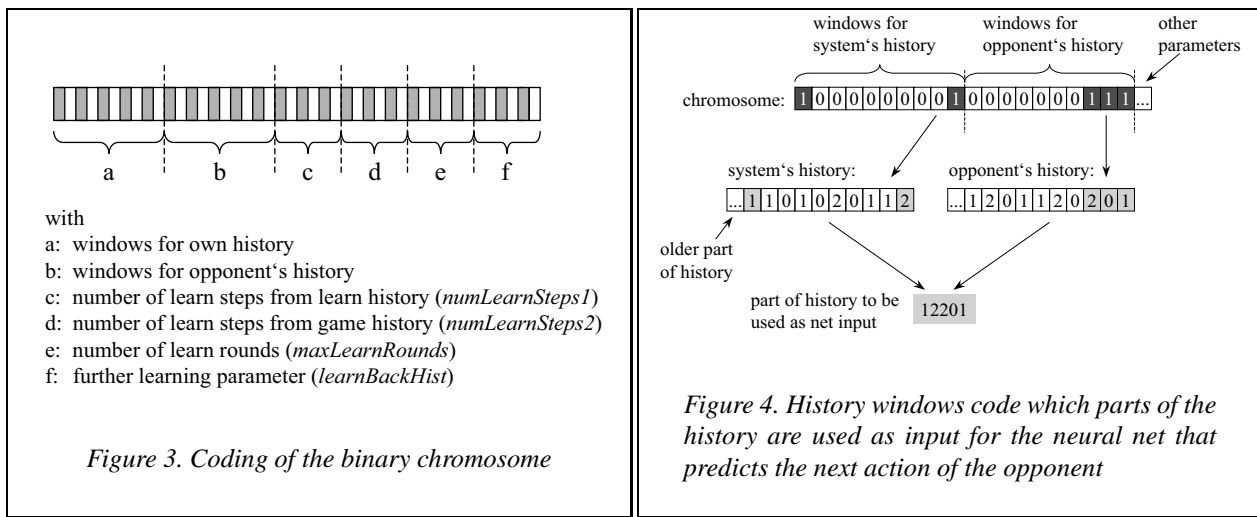 a b c d e f
with
a: windows for own history
b: windows for opponent‘s history
c: number of learn steps from learn history (numLearnSteps1)
d: number of learn steps from game history (numLearnSteps2)
e: number of learn rounds (maxLearnRounds)
f: further learning parameter (learnBackHist)
Figure 3. Coding of the binary chromosome
windows for
system‘s history
windows for
opponent‘s history
other
parameters
chromosome: 1 0 0 0 0 0 0 0 0 1 0 0 0 0 0 0 0 1 1 1 ...
system‘s history:
... 1 1 0 1 0 2 0 1 1 2
opponent‘s history:
... 1 2 0 1 1 2 0 2 0 1
older part
of history
part of history to be
used as net input
12201
Figure 4. History windows code which parts of the
history are used as input for the neural net that
predicts the next action of the opponent